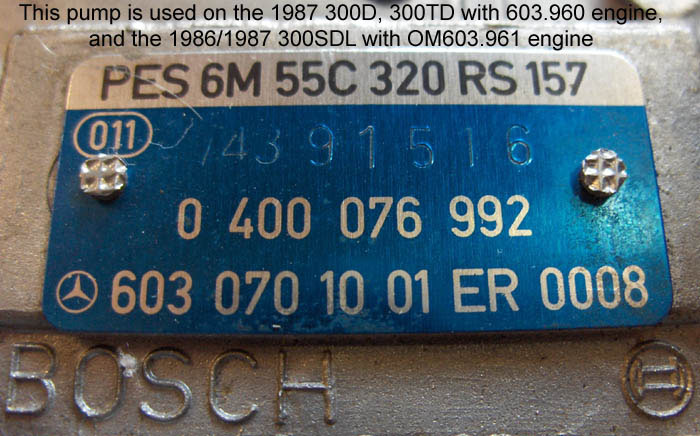 This pump is used on the 1987 300D, 300TD with 603.960 engine,
and the 1986/1987 300SDL with OM603.961 engine
PES 6M 55C 320 RS 157
011 74391516
0 400 076 992
603 070 10 01 ER 0008
BOSCH